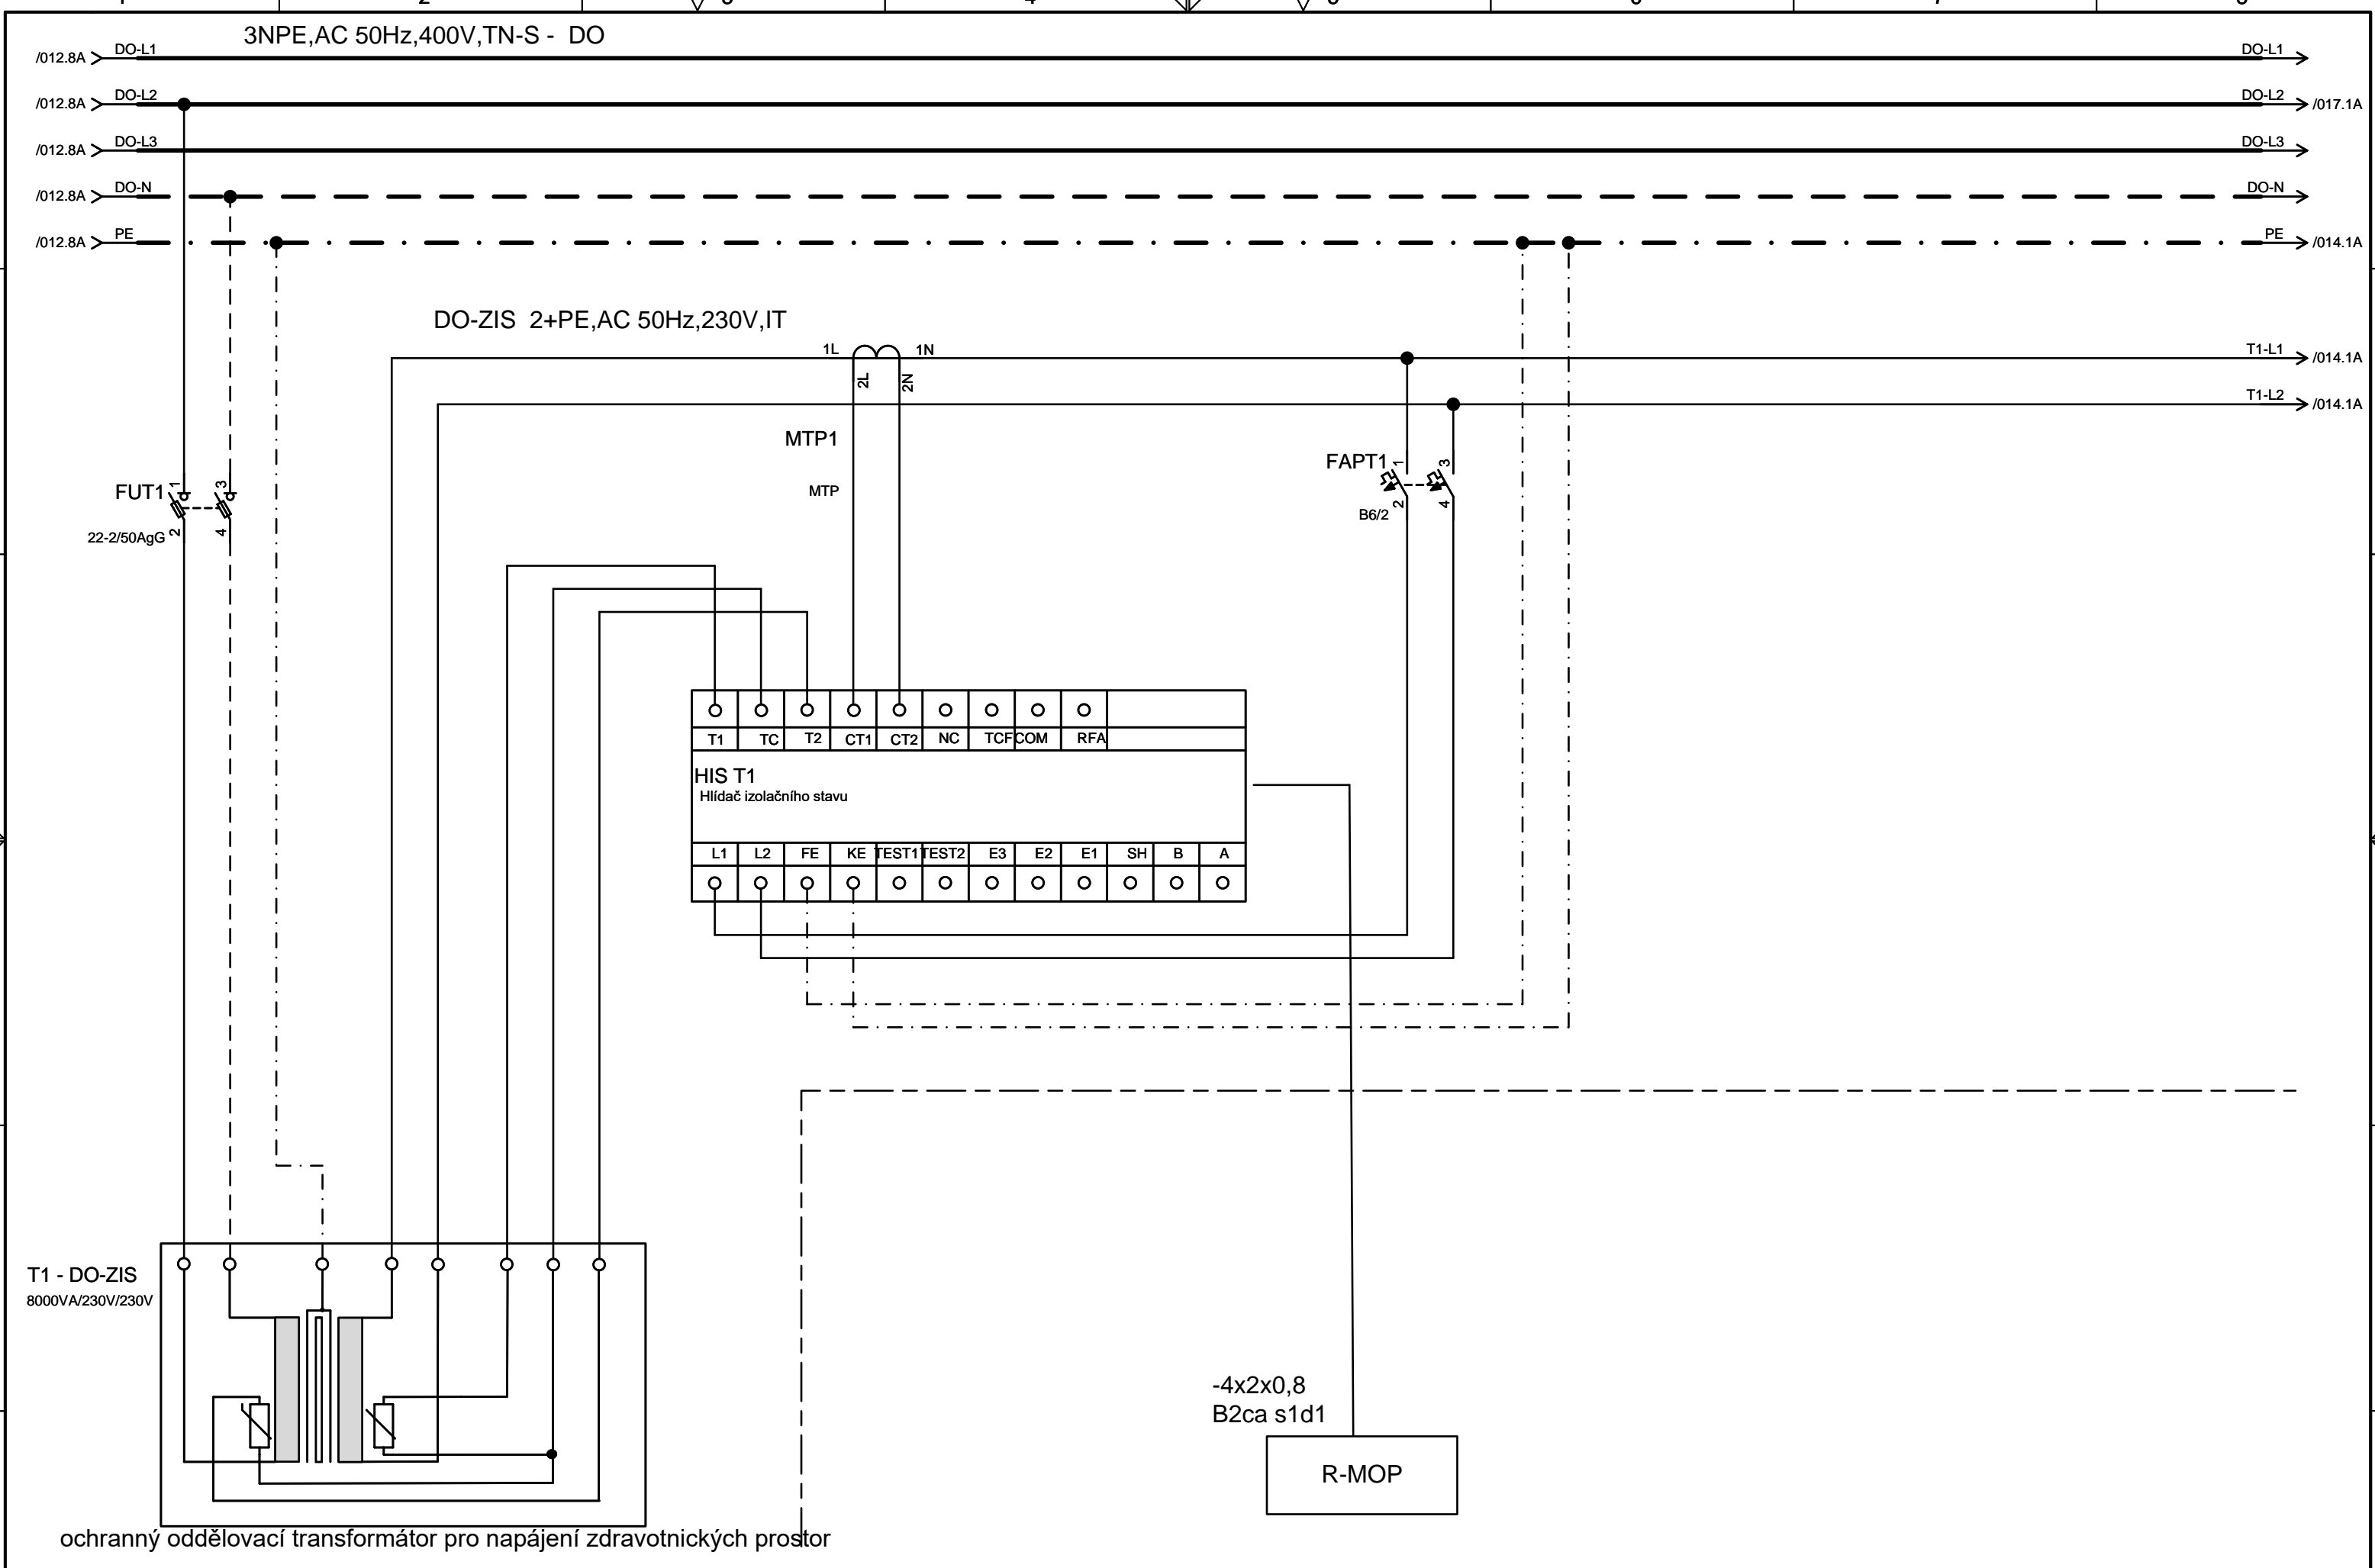 3NPE,AC 50Hz,400V,TN-S -  DO
/012.8A DO-L1 DO-L1
/012.8A DO-L2 DO-L2 /017.1A
/012.8A DO-L3 DO-L3
/012.8A DO-N DO-N
/012.8A PE PE /014.1A
DO-ZIS  2+PE,AC 50Hz,230V,IT
1L 1N T1-L1 /014.1A
2L 2N
T1-L2 /014.1A
MTP1
MTP
FAPT1 1 3
B6/2 2 4
FUT1 1 3
22-2/50AgG 2 4
T1 TC T2 CT1 CT2 NC TCF COM RFA
HIS T1
Hlídač izolačního stavu
L1 L2 FE KE TEST1 TEST2 E3 E2 E1 SH B A
T1 - DO-ZIS
8000VA/230V/230V
-4x2x0,8
B2ca s1d1
R-MOP
ochranný oddělovací transformátor pro napájení zdravotnických prostor